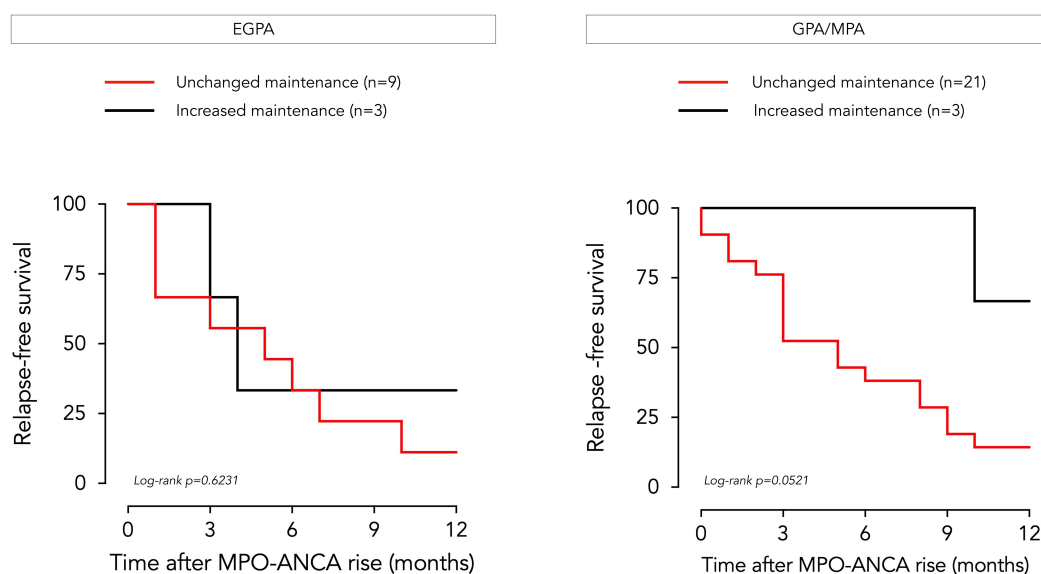 EGPA
Unchanged maintenance (n=9)
Increased maintenance (n=3)
Relapse-free survival
100
75
50
25
0
Log-rank p=0.6231
0 3 6 9 12
Time after MPO-ANCA rise (months)
GPA/MPA
Unchanged maintenance (n=21)
Increased maintenance (n=3)
Relapse -free survival
100
75
50
25
0
Log-rank p=0.0521
0 3 6 9 12
Time after MPO-ANCA rise (months)